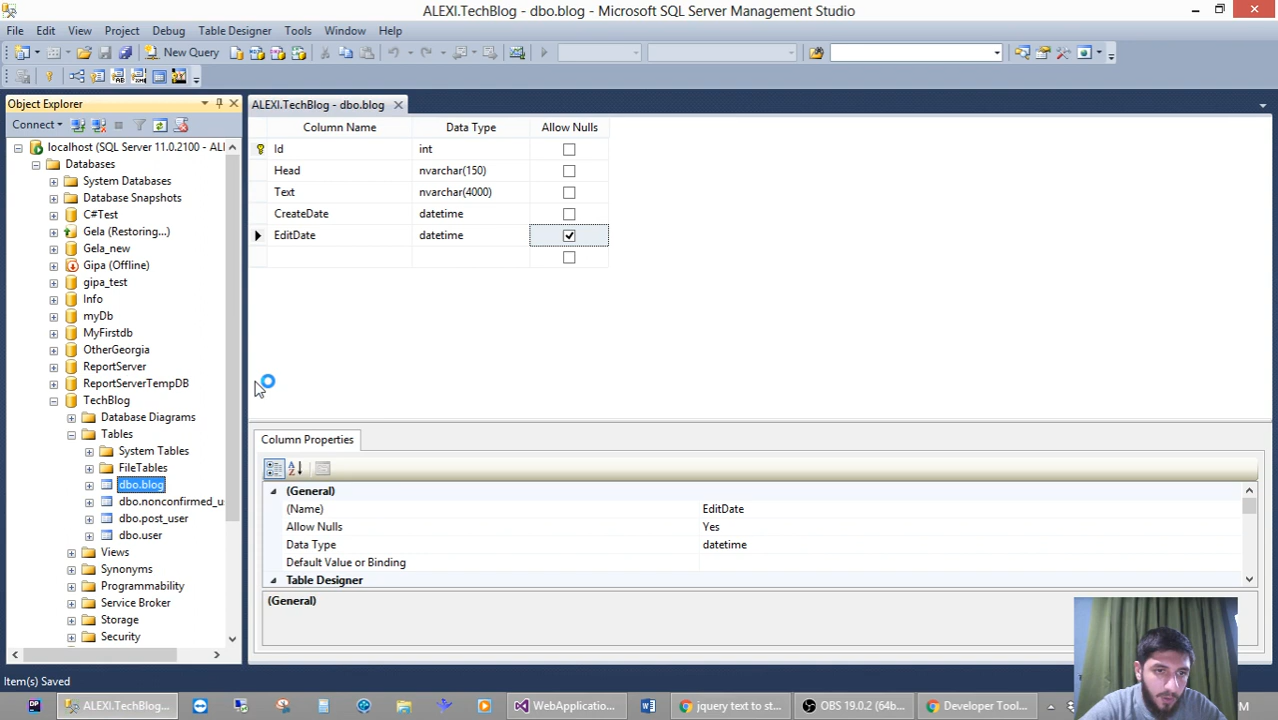 ALEXI.TechBlog - dbo.blog - Microsoft SQL Server Management Studio
File Edit View Project Debug Table Designer Tools Window Help
New Query
Object Explorer
ALEXI.TechBlog - dbo.blog
Connect
Column Name Data Type Allow Nulls
localhost (SQL Server 11.0.2100 - ALE
Databases
System Databases
Database Snapshots
C#Test
Gela (Restoring...)
Gela_new
Gipa (Offline)
gipa_test
Info
myDb
MyFirstdb
OtherGeorgia
ReportServer
ReportServerTempDB
TechBlog
Database Diagrams
Tables
System Tables
FileTables
dbo.blog
dbo.nonconfirmed_u
dbo.post_user
dbo.user
Views
Synonyms
Programmability
Service Broker
Storage
Security
Id int
Head nvarchar(150)
Text nvarchar(4000)
CreateDate datetime
EditDate datetime
Column Properties
(General)
(Name) EditDate
Allow Nulls Yes
Data Type datetime
Default Value or Binding
Table Designer
(General)
Item(s) Saved
ALEXI.TechBlog... WebApplicatio... jquery text to st... OBS 19.0.2 (64b... Developer Tool...